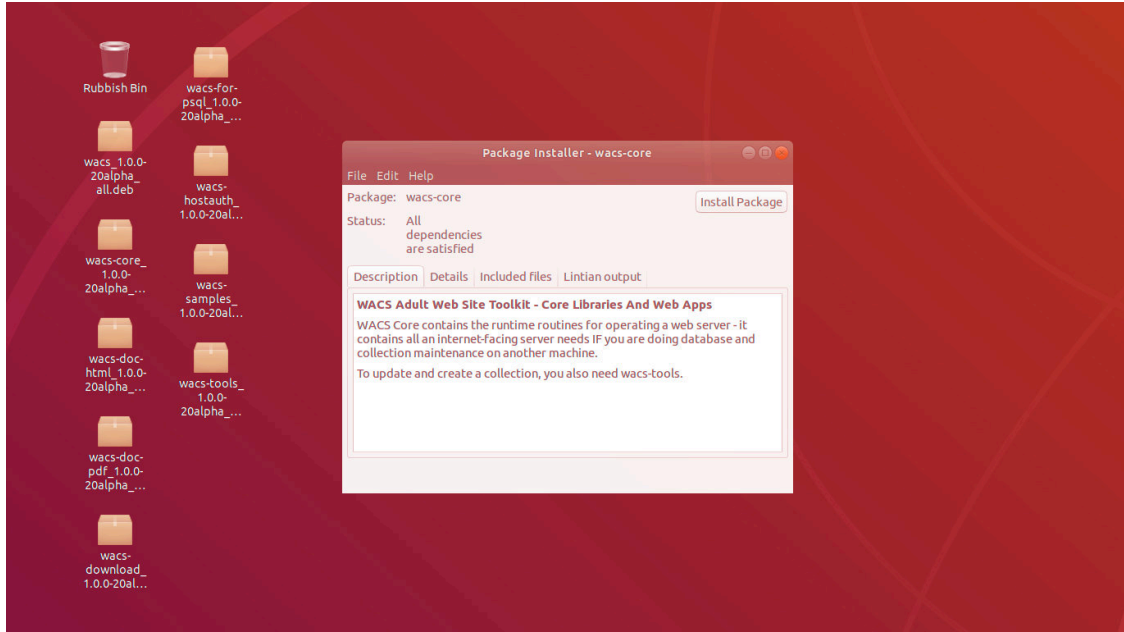 Rubbish Bin
wacs_1.0.0-
20alpha_
all.deb
wacs-core_
1.0.0-
20alpha_...
wacs-doc-
html_1.0.0-
20alpha_...
wacs-doc-
pdf_1.0.0-
20alpha_...
wacs-
download_
1.0.0-20al...
wacs-for-
psql_1.0.0-
20alpha_...
wacs-
hostauth_
1.0.0-20al...
wacs-
samples_
1.0.0-20al...
wacs-tools_
1.0.0-
20alpha_...
Package Installer - wacs-core
File Edit Help
Package: wacs-core
Install Package
Status: All
dependencies
are satisfied
Description Details Included files Lintian output
WACS Adult Web Site Toolkit - Core Libraries And Web Apps
WACS Core contains the runtime routines for operating a web server - it
contains all an internet-facing server needs IF you are doing database and
collection maintenance on another machine.
To update and create a collection, you also need wacs-tools.